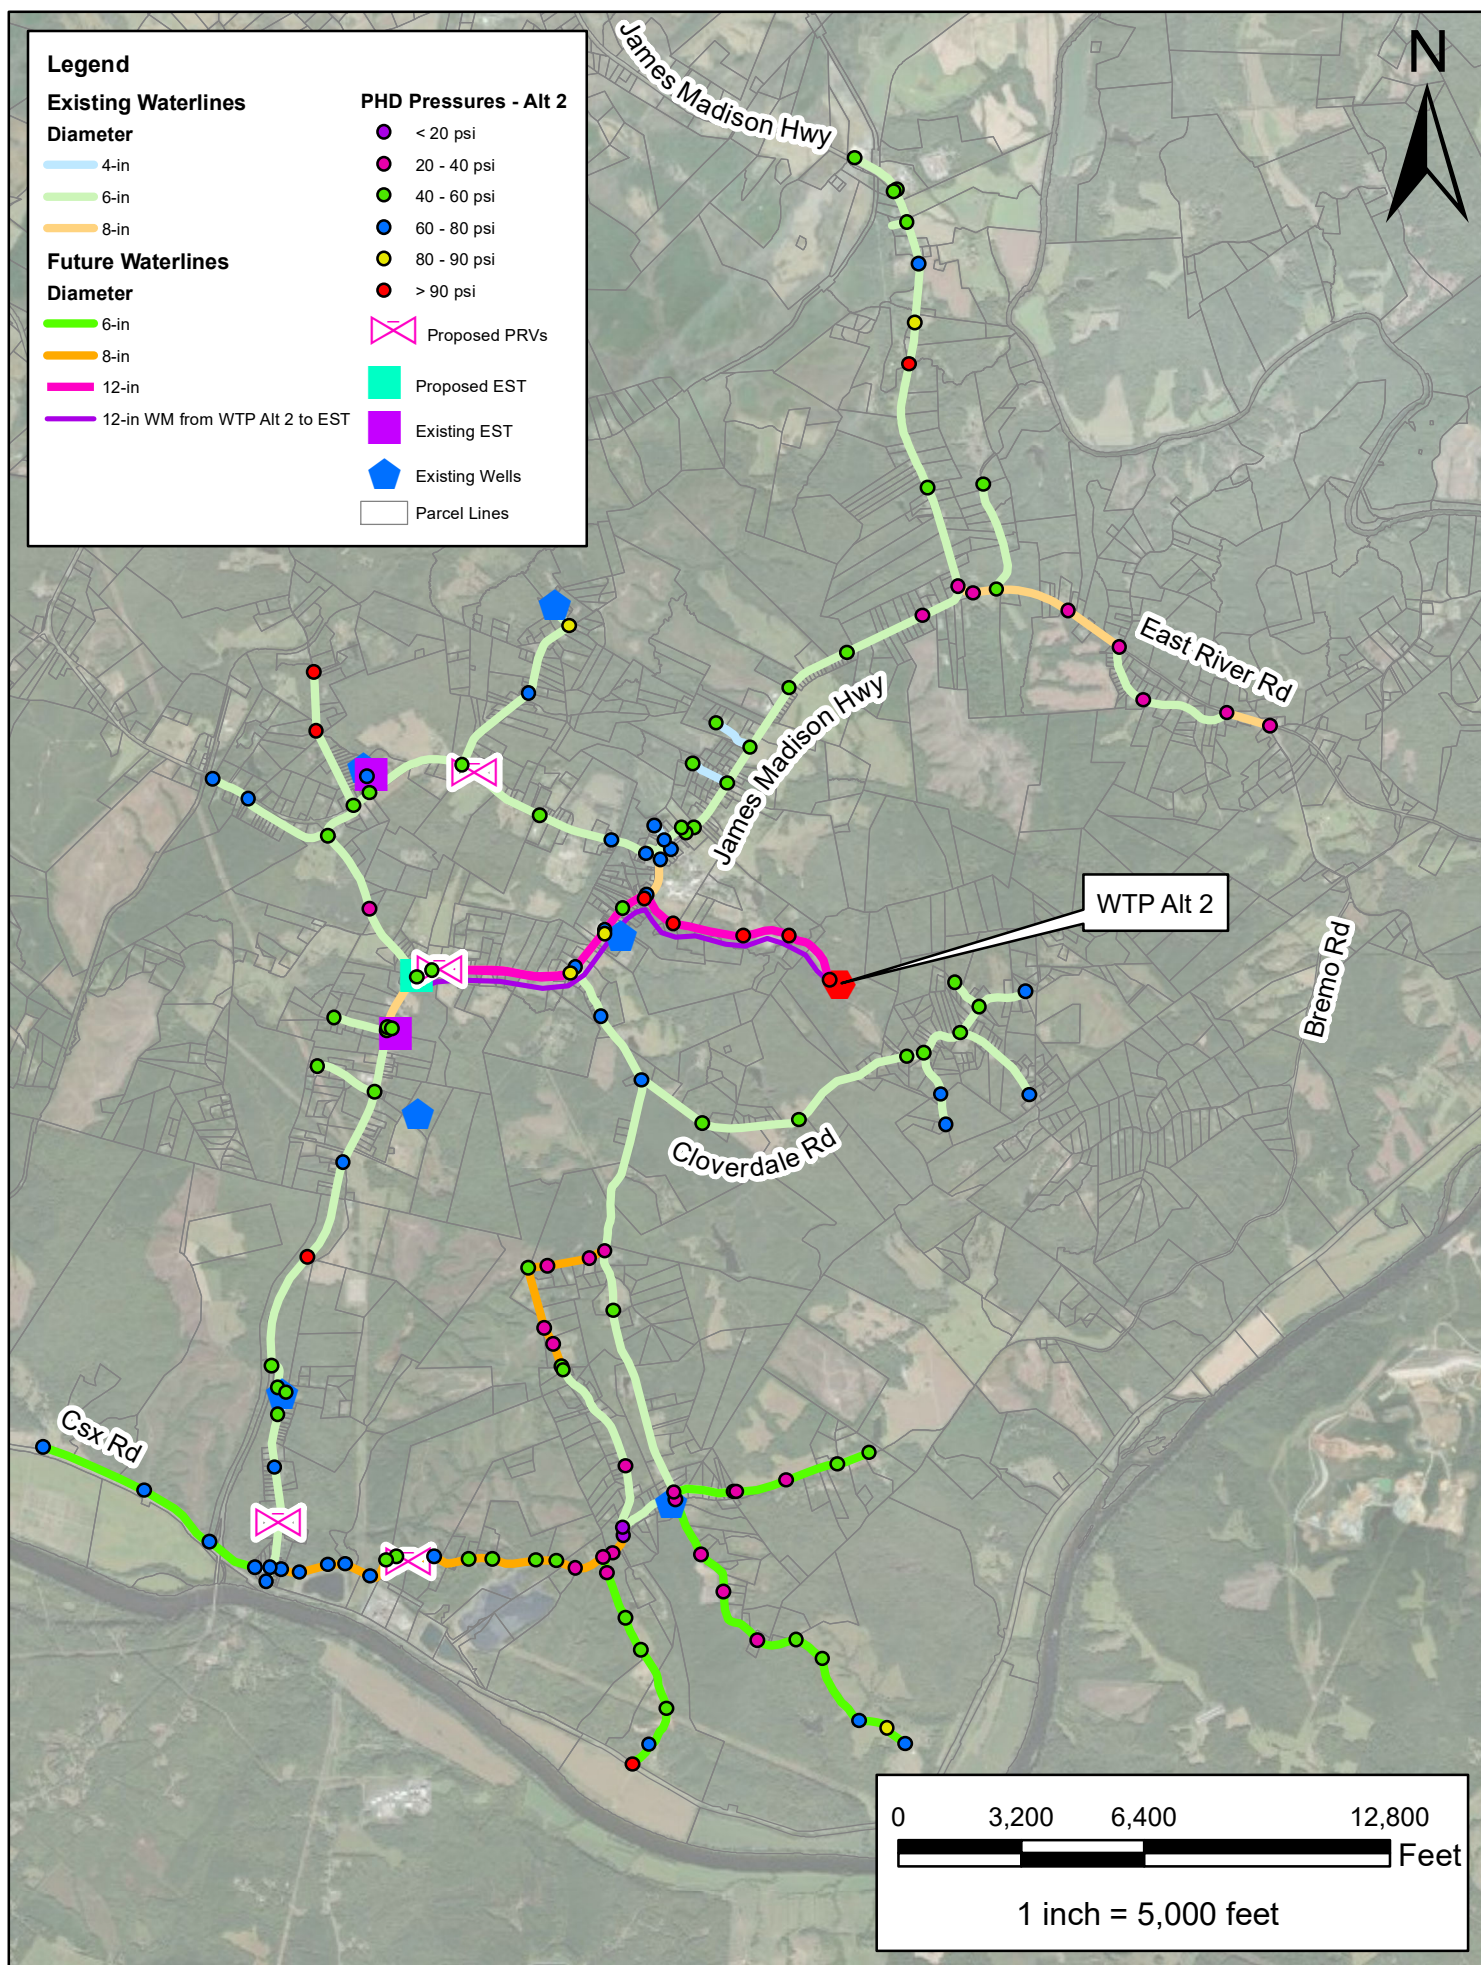 Legend
Existing Waterlines
Diameter
4-in
6-in
8-in
Future Waterlines
Diameter
6-in
8-in
12-in
12-in WM from WTP Alt 2 to EST
PHD Pressures - Alt 2
< 20 psi
20 - 40 psi
40 - 60 psi
60 - 80 psi
80 - 90 psi
> 90 psi
Proposed PRVs
Proposed EST
Existing EST
Existing Wells
Parcel Lines
James Madison Hwy
N
East River Rd
James Madison Hwy
WTP Alt 2
Bremo Rd
Cloverdale Rd
Csx Rd
0 3,200 6,400 12,800
Feet
1 inch = 5,000 feet